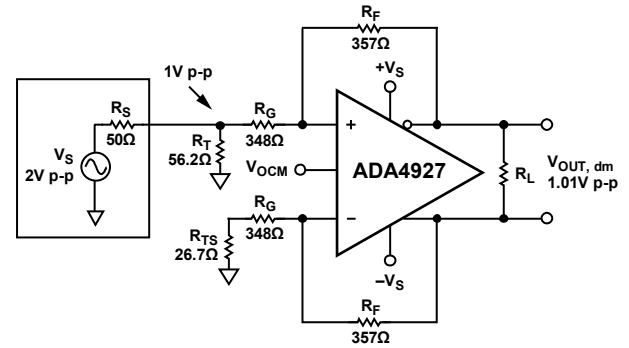 R_F
357Ω
1V p-p
+V_S
R_S
50Ω
R_G
348Ω
+
V_S
2V p-p
R_T
56.2Ω
V_OCM
ADA4927
R_L
V_OUT, dm
1.01V p-p
R_G
348Ω
–
R_TS
26.7Ω
–V_S
R_F
357Ω